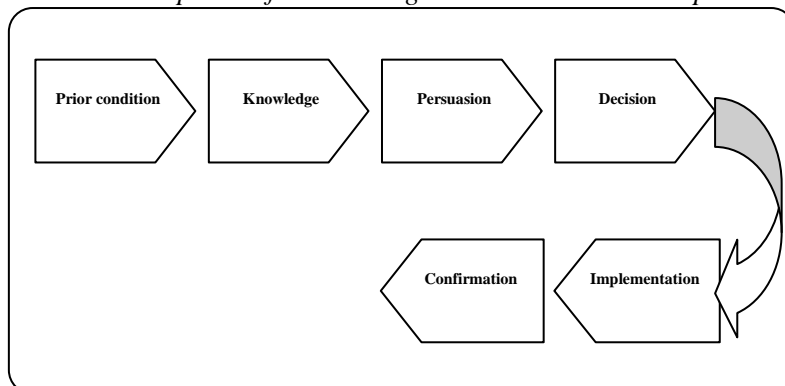 Prior condition
Knowledge
Persuasion
Decision
Implementation
Confirmation